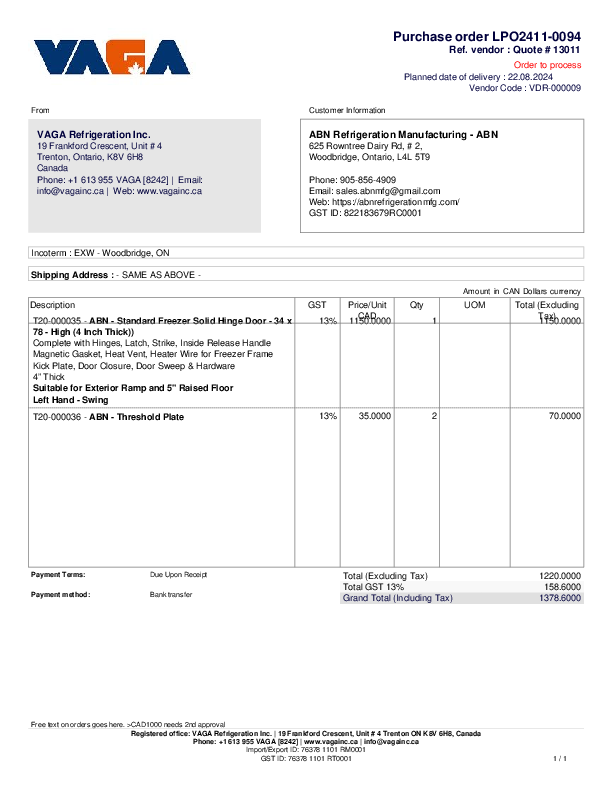 VAGA
Purchase order LPO2411-0094
Ref. vendor : Quote # 13011
Order to process
Planned date of delivery : 22.08.2024
Vendor Code : VDR-000009
From
Customer Information
VAGA Refrigeration Inc.
19 Frankford Crescent, Unit # 4
Trenton, Ontario, K8V 6H8
Canada
Phone: +1 613 955 VAGA [8242] | Email:
info@vagainc.ca | Web: www.vagainc.ca
ABN Refrigeration Manufacturing - ABN
625 Rowntree Dairy Rd, # 2,
Woodbridge, Ontario, L4L 5T9
Phone: 905-856-4909
Email: sales.abnmfg@gmail.com
Web: https://abnrefrigerationmfg.com/
GST ID: 822183679RC0001
Incoterm : EXW - Woodbridge, ON
Shipping Address : - SAME AS ABOVE -
Amount in CAN Dollars currency
Description GST Price/Unit CAD Qty UOM Total (Excluding Tax)
T20-000035 - ABN - Standard Freezer Solid Hinge Door - 34 x 13% 1150.0000 1 1150.0000
78 - High (4 Inch Thick))
Complete with Hinges, Latch, Strike, Inside Release Handle
Magnetic Gasket, Heat Vent, Heater Wire for Freezer Frame
Kick Plate, Door Closure, Door Sweep & Hardware
4" Thick
Suitable for Exterior Ramp and 5" Raised Floor
Left Hand - Swing
T20-000036 - ABN - Threshold Plate 13% 35.0000 2 70.0000
Payment Terms: Due Upon Receipt
Payment method: Bank transfer
Total (Excluding Tax) 1220.0000
Total GST 13% 158.6000
Grand Total (Including Tax) 1378.6000
Free text on orders goes here. >CAD1000 needs 2nd approval
Registered office: VAGA Refrigeration Inc. | 19 Frankford Crescent, Unit # 4 Trenton ON K8V 6H8, Canada
Phone: +1 613 955 VAGA [8242] | www.vagainc.ca | info@vagainc.ca
Import/Export ID: 76378 1101 RM0001
GST ID: 76378 1101 RT0001
1 / 1